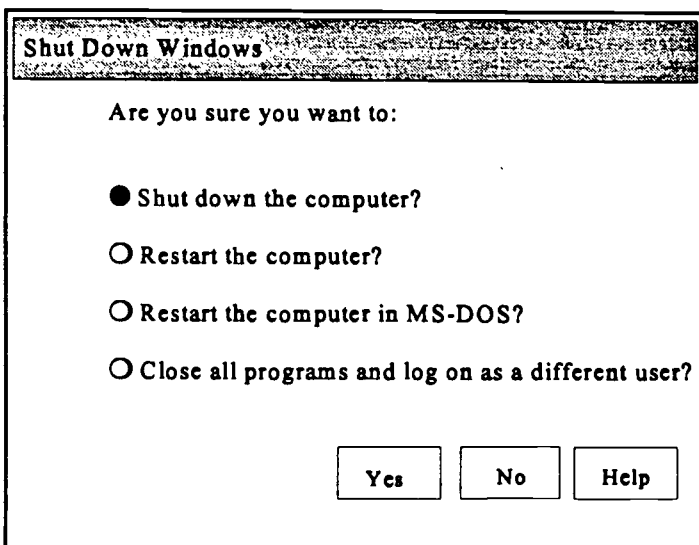 Shut Down Windows
Are you sure you want to:
Shut down the computer?
Restart the computer?
Restart the computer in MS-DOS?
Close all programs and log on as a different user?
Yes No Help